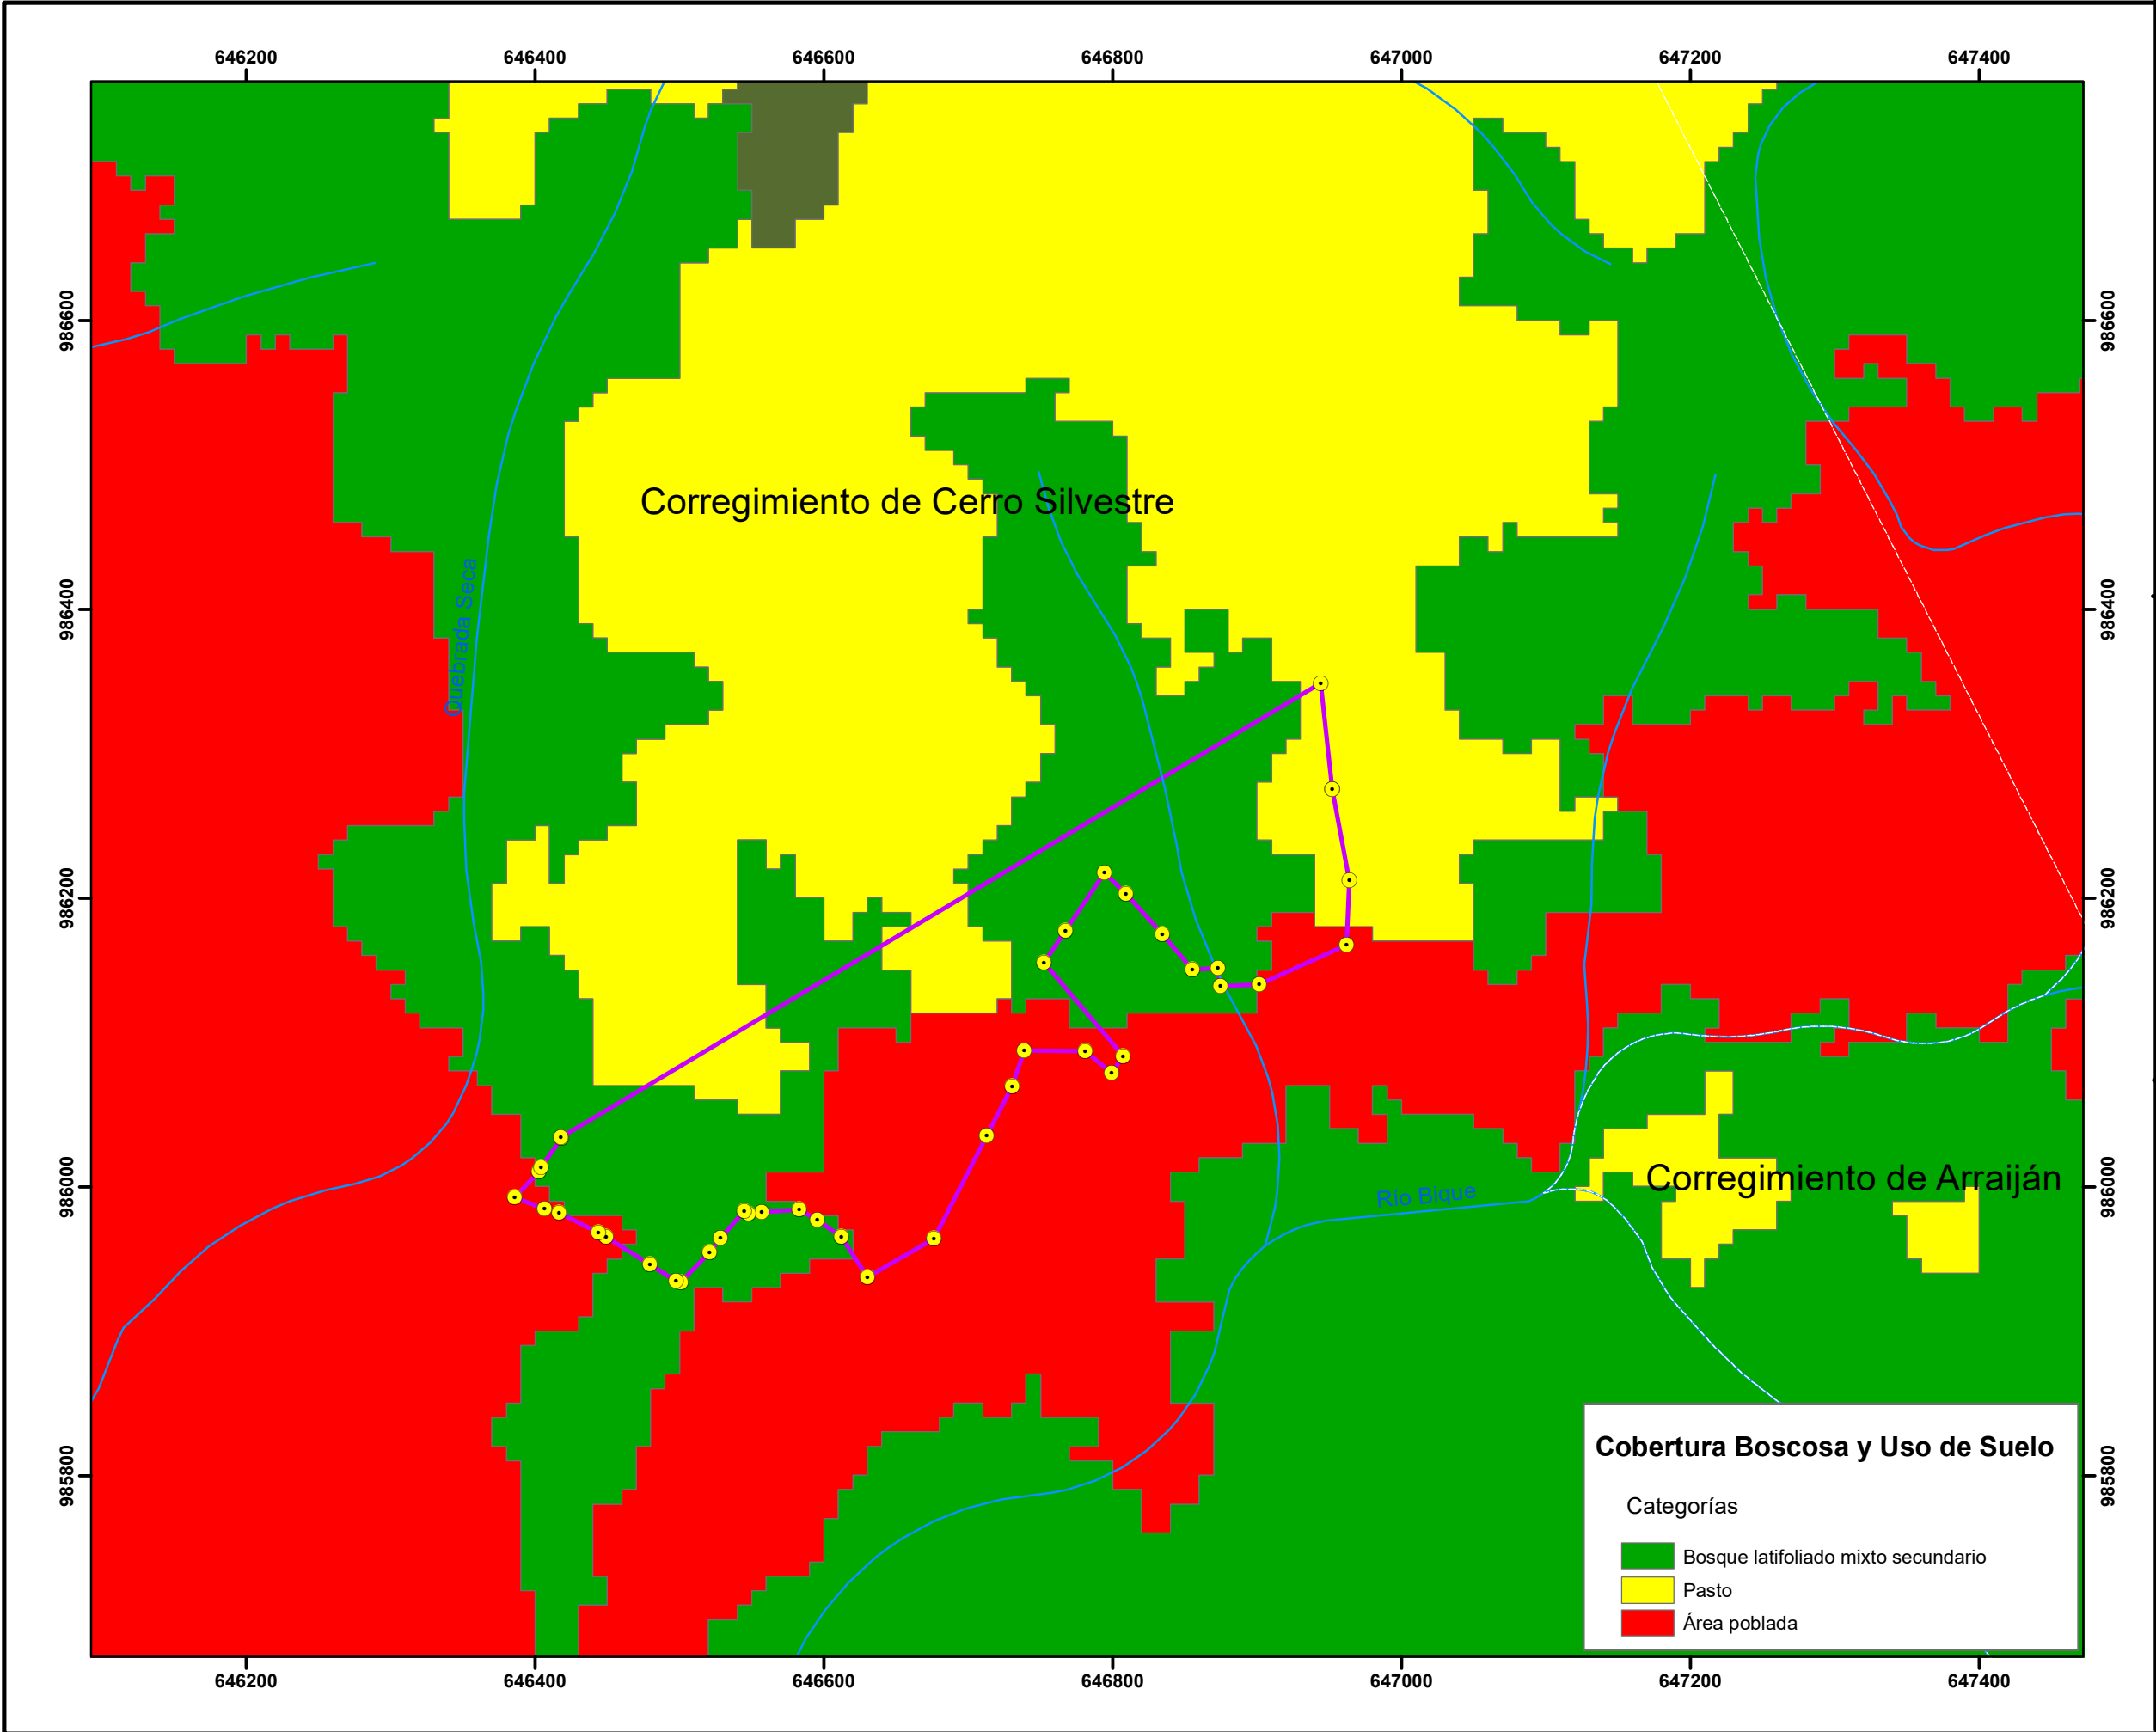 646200 646400 646600 646800 647000 647200 647400
986600 986600
Corregimiento de Cerro Silvestre
986400 986400
Quebrada Seca
986200 986200
986000 986000
Corregimiento de Arraiján
Río Bique
985800 985800
Cobertura Boscosa y Uso de Suelo
Categorías
Bosque latifoliado mixto secundario
Pasto
Área poblada
646200 646400 646600 646800 647000 647200 647400